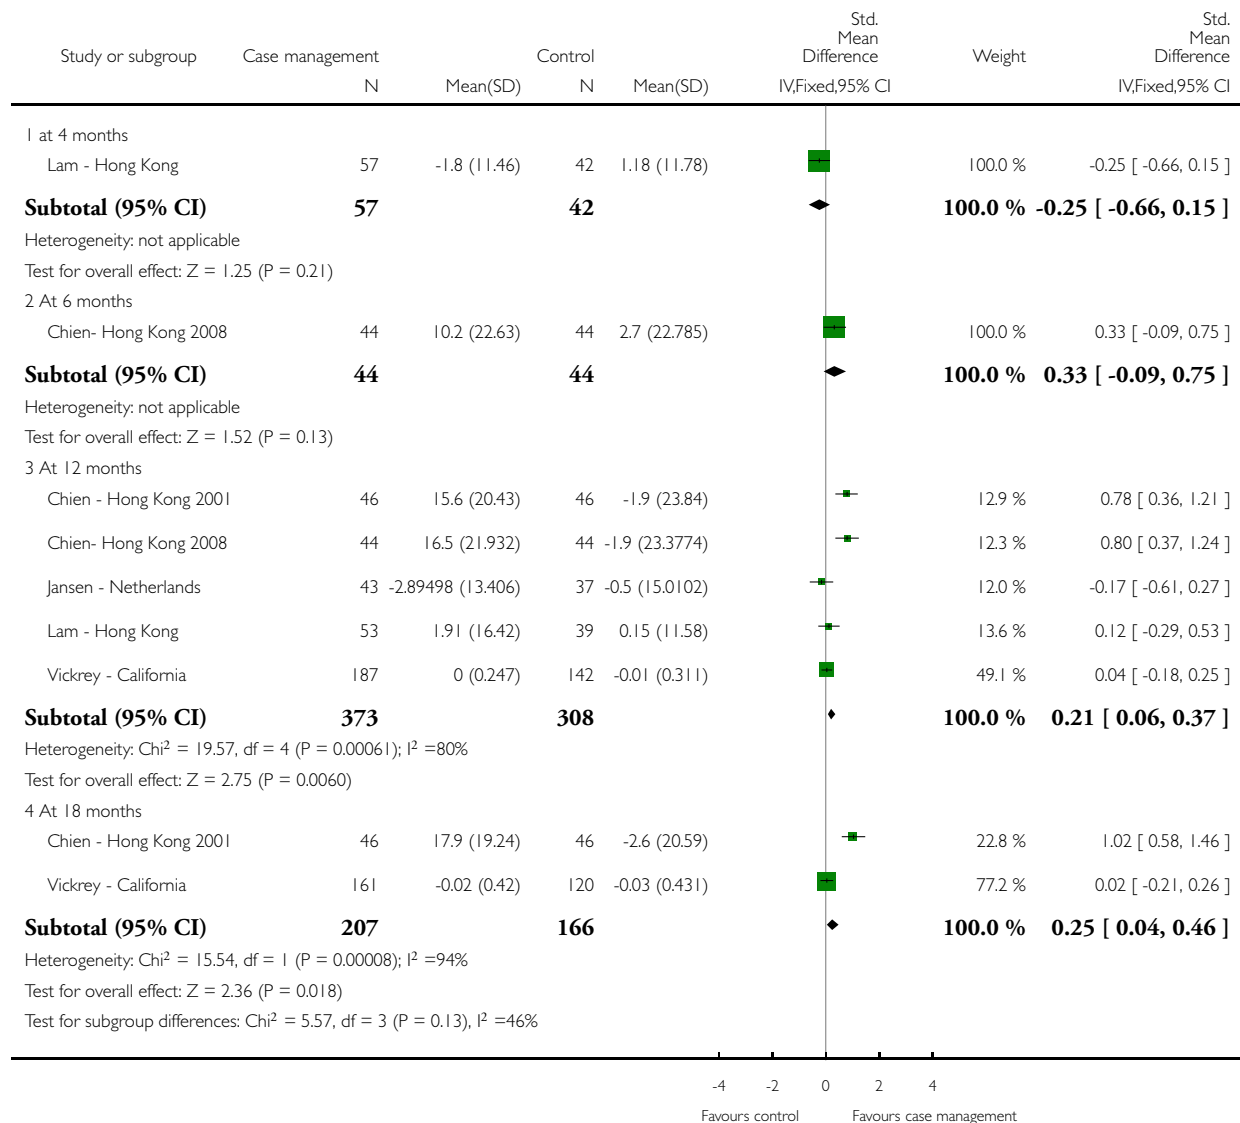 Std. Mean Difference Std. Mean Difference
Study or subgroup Case management Control Weight
N Mean(SD) N Mean(SD) IV,Fixed,95% CI IV,Fixed,95% CI
1 at 4 months
Lam - Hong Kong 57 -1.8 (11.46) 42 1.18 (11.78) 100.0 % -0.25 [ -0.66, 0.15 ]
Subtotal (95% CI) 57 42 100.0 % -0.25 [ -0.66, 0.15 ]
Heterogeneity: not applicable
Test for overall effect: Z = 1.25 (P = 0.21)
2 At 6 months
Chien- Hong Kong 2008 44 10.2 (22.63) 44 2.7 (22.785) 100.0 % 0.33 [ -0.09, 0.75 ]
Subtotal (95% CI) 44 44 100.0 % 0.33 [ -0.09, 0.75 ]
Heterogeneity: not applicable
Test for overall effect: Z = 1.52 (P = 0.13)
3 At 12 months
Chien - Hong Kong 2001 46 15.6 (20.43) 46 -1.9 (23.84) 12.9 % 0.78 [ 0.36, 1.21 ]
Chien- Hong Kong 2008 44 16.5 (21.932) 44 -1.9 (23.3774) 12.3 % 0.80 [ 0.37, 1.24 ]
Jansen - Netherlands 43 -2.89498 (13.406) 37 -0.5 (15.0102) 12.0 % -0.17 [ -0.61, 0.27 ]
Lam - Hong Kong 53 1.91 (16.42) 39 0.15 (11.58) 13.6 % 0.12 [ -0.29, 0.53 ]
Vickrey - California 187 0 (0.247) 142 -0.01 (0.311) 49.1 % 0.04 [ -0.18, 0.25 ]
Subtotal (95% CI) 373 308 100.0 % 0.21 [ 0.06, 0.37 ]
Heterogeneity: Chi² = 19.57, df = 4 (P = 0.00061); I² =80%
Test for overall effect: Z = 2.75 (P = 0.0060)
4 At 18 months
Chien - Hong Kong 2001 46 17.9 (19.24) 46 -2.6 (20.59) 22.8 % 1.02 [ 0.58, 1.46 ]
Vickrey - California 161 -0.02 (0.42) 120 -0.03 (0.431) 77.2 % 0.02 [ -0.21, 0.26 ]
Subtotal (95% CI) 207 166 100.0 % 0.25 [ 0.04, 0.46 ]
Heterogeneity: Chi² = 15.54, df = 1 (P = 0.00008); I² =94%
Test for overall effect: Z = 2.36 (P = 0.018)
Test for subgroup differences: Chi² = 5.57, df = 3 (P = 0.13), I² =46%
-4 -2 0 2 4
Favours control Favours case management